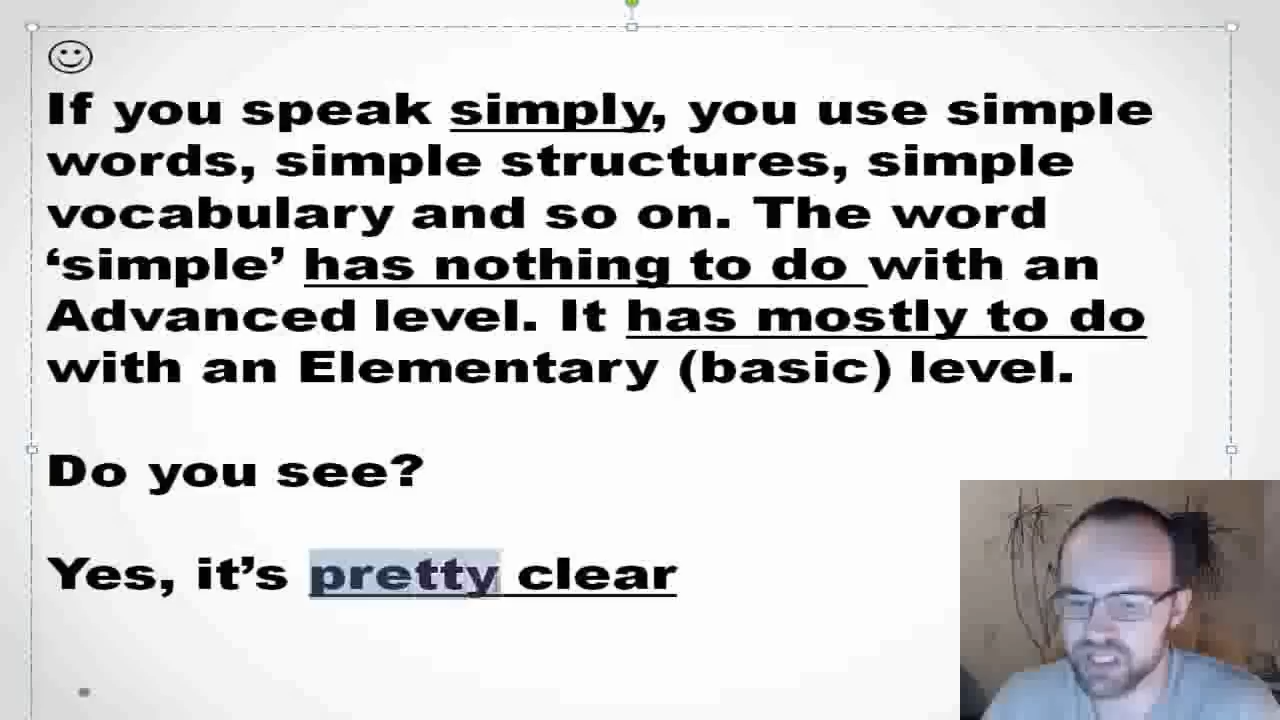 If you speak simply, you use simple
words, simple structures, simple
vocabulary and so on. The word
‘simple’ has nothing to do with an
Advanced level. It has mostly to do
with an Elementary (basic) level.
Do you see?
Yes, it’s pretty clear